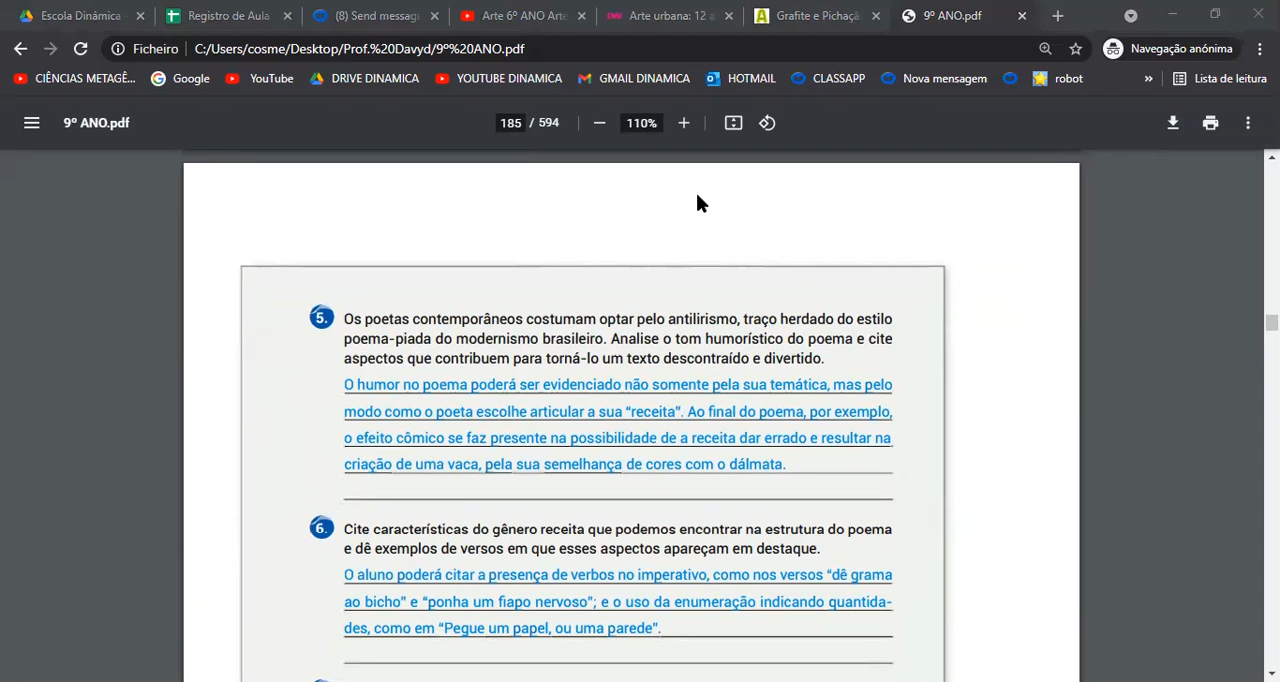 Escola Dinâmica
Registro de Aula
(8) Send messag
Arte 6º ANO Arte
Arte urbana: 12 a
Grafite e Pichaçã
9º ANO.pdf
Ficheiro C:/Users/cosme/Desktop/Prof.%20Davyd/9º%20ANO.pdf
Navegação anónima
CIÊNCIAS METAGÊ...
Google
YouTube
DRIVE DINAMICA
YOUTUBE DINAMICA
GMAIL DINAMICA
HOTMAIL
CLASSAPP
Nova mensagem
robot
»
Lista de leitura
9º ANO.pdf
185 / 594
110%
5. Os poetas contemporâneos costumam optar pelo antilirismo, traço herdado do estilo
poema-piada do modernismo brasileiro. Analise o tom humorístico do poema e cite
aspectos que contribuem para torná-lo um texto descontraído e divertido.
O humor no poema poderá ser evidenciado não somente pela sua temática, mas pelo
modo como o poeta escolhe articular a sua “receita”. Ao final do poema, por exemplo,
o efeito cômico se faz presente na possibilidade de a receita dar errado e resultar na
criação de uma vaca, pela sua semelhança de cores com o dálmata.
6. Cite características do gênero receita que podemos encontrar na estrutura do poema
e dê exemplos de versos em que esses aspectos apareçam em destaque.
O aluno poderá citar a presença de verbos no imperativo, como nos versos “dê grama
ao bicho” e “ponha um fiapo nervoso”; e o uso da enumeração indicando quantida-
des, como em “Pegue um papel, ou uma parede”.